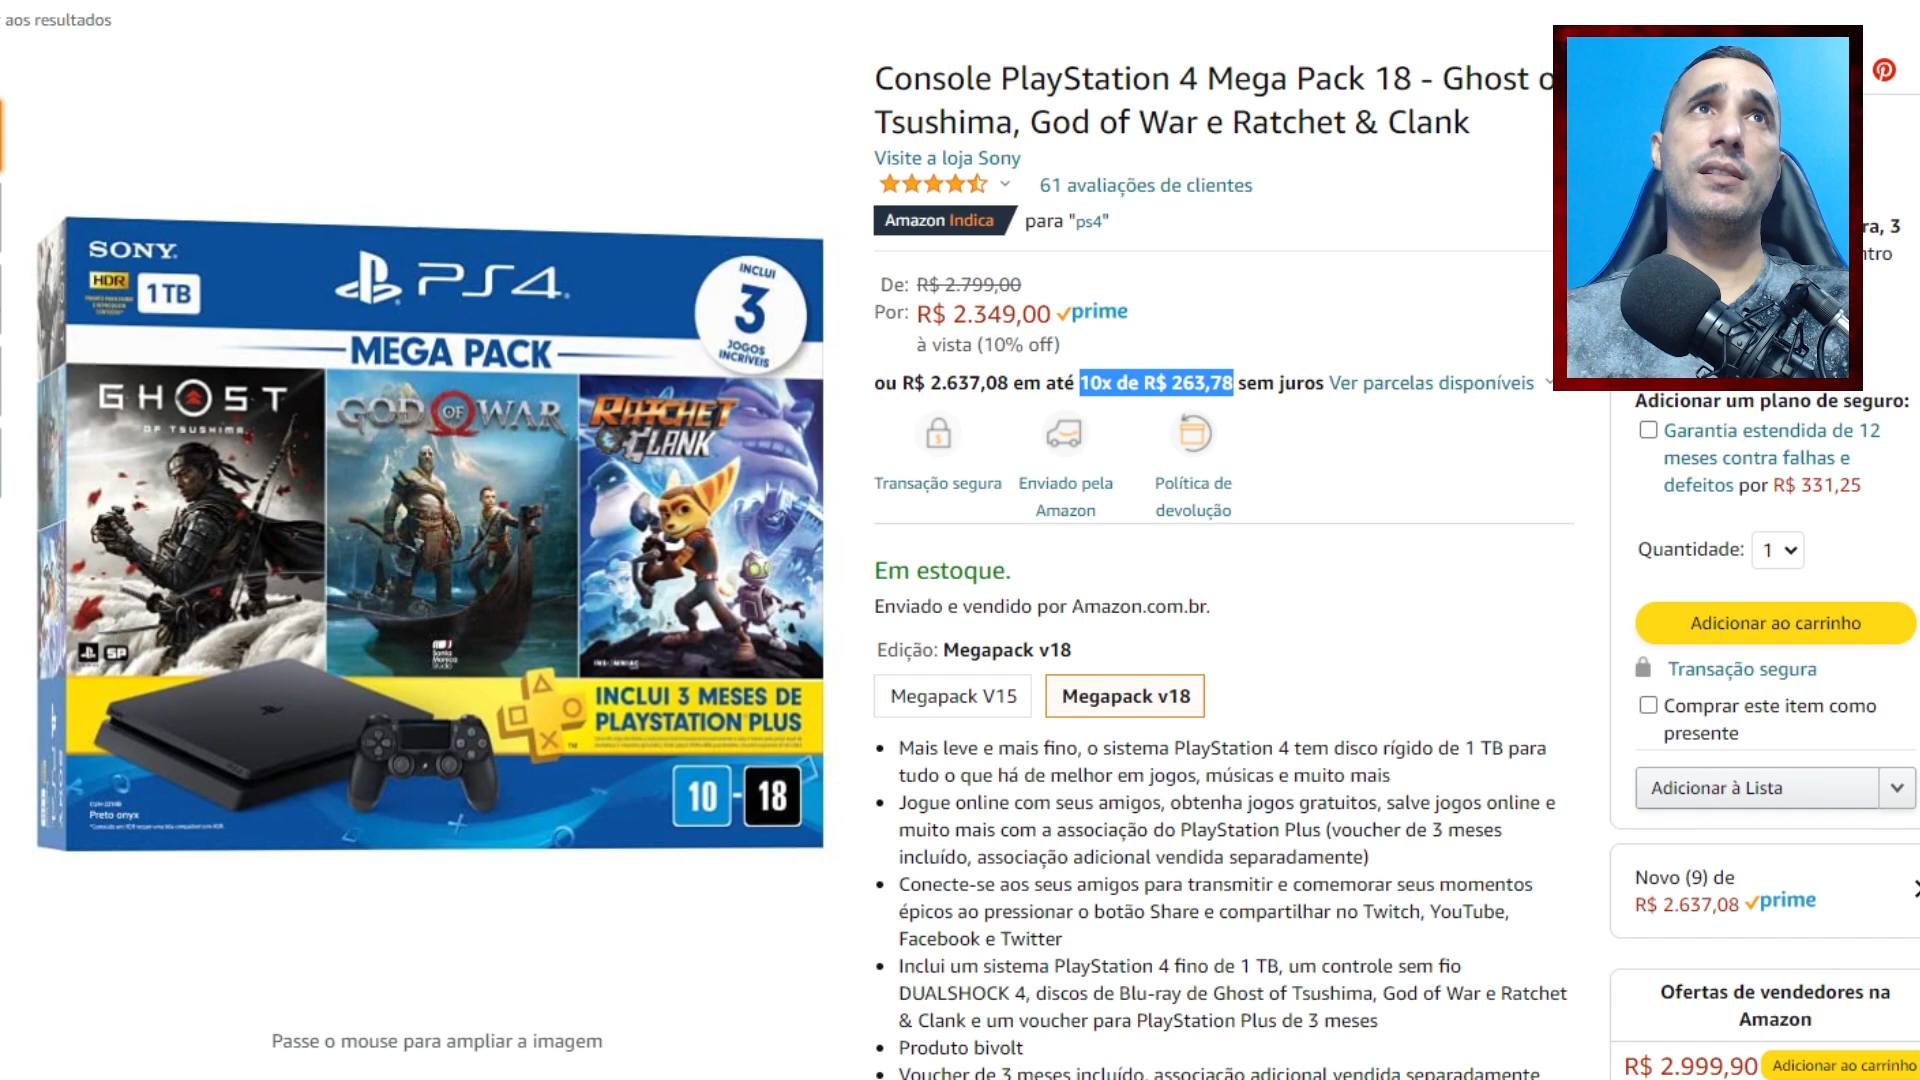 aos resultados
Console PlayStation 4 Mega Pack 18 - Ghost o
Tsushima, God of War e Ratchet & Clank
Visite a loja Sony
61 avaliações de clientes
Amazon Indica para "ps4"
De: R$ 2.799,00
Por: R$ 2.349,00 prime
à vista (10% off)
ou R$ 2.637,08 em até 10x de R$ 263,78 sem juros Ver parcelas disponíveis
Transação segura
Enviado pela
Amazon
Política de
devolução
Em estoque.
Enviado e vendido por Amazon.com.br.
Edição: Megapack v18
Megapack V15
Megapack v18
Mais leve e mais fino, o sistema PlayStation 4 tem disco rígido de 1 TB para
tudo o que há de melhor em jogos, músicas e muito mais
Jogue online com seus amigos, obtenha jogos gratuitos, salve jogos online e
muito mais com a associação do PlayStation Plus (voucher de 3 meses
incluído, associação adicional vendida separadamente)
Conecte-se aos seus amigos para transmitir e comemorar seus momentos
épicos ao pressionar o botão Share e compartilhar no Twitch, YouTube,
Facebook e Twitter
Inclui um sistema PlayStation 4 fino de 1 TB, um controle sem fio
DUALSHOCK 4, discos de Blu-ray de Ghost of Tsushima, God of War e Ratchet
& Clank e um voucher para PlayStation Plus de 3 meses
Produto bivolt
Voucher de 3 meses incluído, associação adicional vendida separadamente
SONY
HDR
1TB
PS4
INCLUI
3
JOGOS
INCRÍVEIS
MEGA PACK
GHOST
OF TSUSHIMA
GOD OF WAR
RATCHET
CLANK
SP
Santa
Monica
Studio
INSOMNIAC
INCLUI 3 MESES DE
PLAYSTATION PLUS
Preto onyx
10 - 18
Passe o mouse para ampliar a imagem
ra, 3
ntro
Adicionar um plano de seguro:
Garantia estendida de 12
meses contra falhas e
defeitos por R$ 331,25
Quantidade: 1
Adicionar ao carrinho
Transação segura
Comprar este item como
presente
Adicionar à Lista
Novo (9) de
R$ 2.637,08 prime
Ofertas de vendedores na
Amazon
R$ 2.999,90 Adicionar ao carrinho